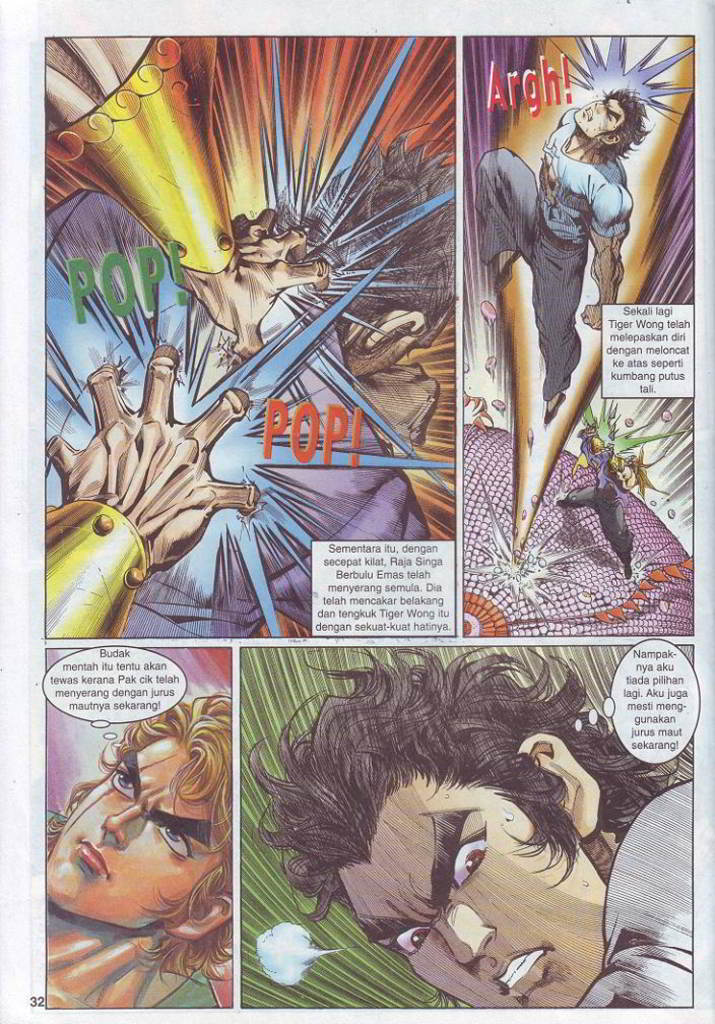 POP!
POP!
Sementara itu, dengan
secepat kilat, Raja Singa
Berbulu Emas telah
menyerang semula. Dia
telah mencakar belakang
dan tengkuk Tiger Wong itu
dengan sekuat-kuat hatinya.
Argh!
Sekali lagi
Tiger Wong telah
melepaskan diri
dengan meloncat
ke atas seperti
kumbang putus
tali.
Budak
mentah itu tentu akan
tewas kerana Pak cik telah
menyerang dengan jurus
mautnya sekarang!
Nampak-
nya aku
tiada pilihan
lagi. Aku juga
mesti meng-
gunakan
jurus maut
sekarang!
32